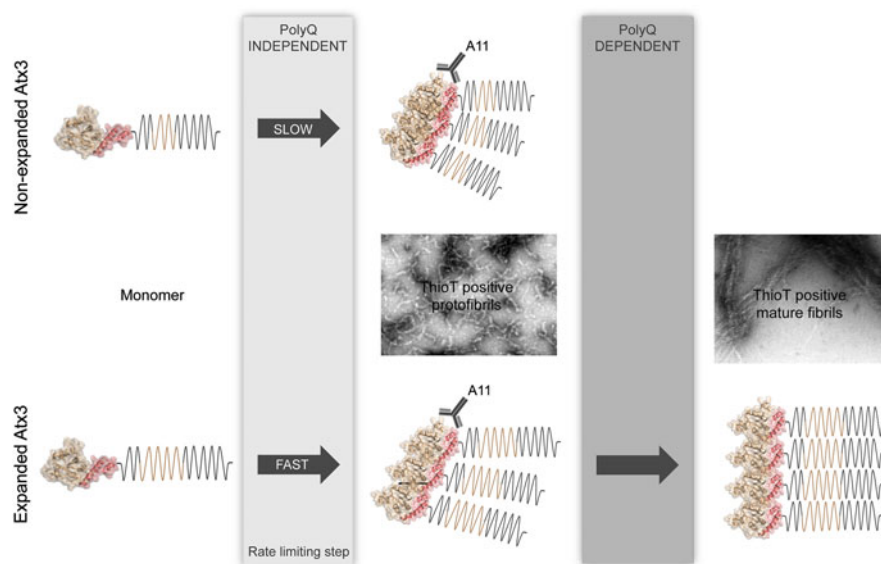 PolyQ
INDEPENDENT
A11
PolyQ
DEPENDENT
Non-expanded Atx3
SLOW
Monomer
ThioT positive
protofibrils
ThioT positive
mature fibrils
A11
Expanded Atx3
FAST
Rate limiting step